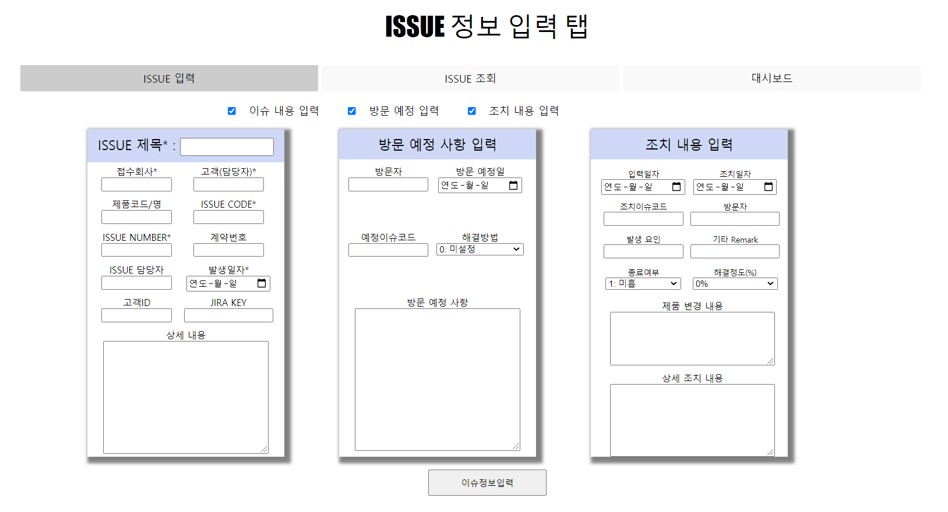 ISSUE 정보 입력 탭
ISSUE 입력 ISSUE 조회 대시보드
이슈 내용 입력 방문 예정 입력 조치 내용 입력
ISSUE 제목* :
접수회사* 고객(담당자)*
제품코드/명 ISSUE CODE*
ISSUE NUMBER* 계약번호
ISSUE 담당자 발생일자*
연도-월-일
고객ID JIRA KEY
상세 내용
방문 예정 사항 입력
방문자 방문 예정일
연도-월-일
예정이슈코드 해결방법
0: 미설정
방문 예정 사항
조치 내용 입력
입력일자 조치일자
연도-월-일 연도-월-일
조치이슈코드 방문자
발생 요인 기타 Remark
종료여부 해결정도(%)
1: 미흡 0%
제품 변경 내용
상세 조치 내용
이슈정보입력